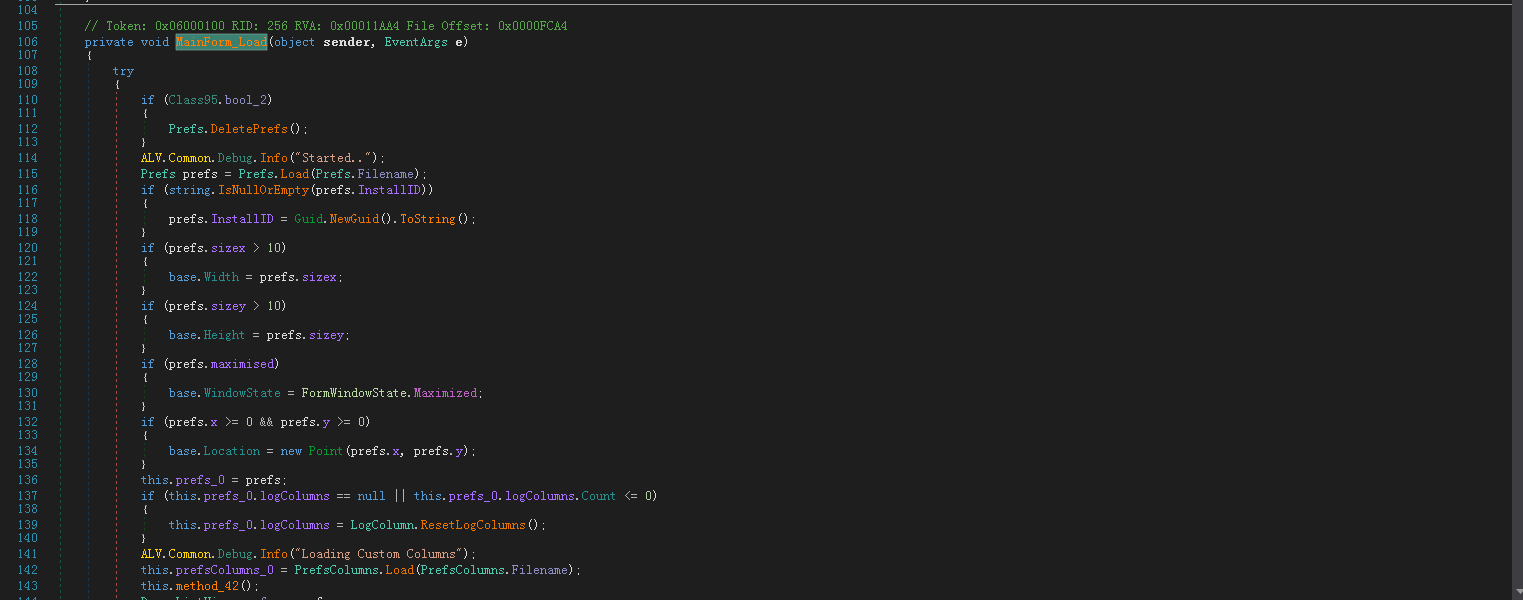 104
105 // Token: 0x06000100 RID: 256 RVA: 0x00011AA4 File Offset: 0x0000FCA4
106 private void MainForm_Load(object sender, EventArgs e)
107 {
108 try
109 {
110 if (Class95.bool_2)
111 {
112 Prefs.DeletePrefs();
113 }
114 ALV.Common.Debug.Info("Started..");
115 Prefs prefs = Prefs.Load(Prefs.Filename);
116 if (string.IsNullOrEmpty(prefs.InstallID))
117 {
118 prefs.InstallID = Guid.NewGuid().ToString();
119 }
120 if (prefs.sizex > 10)
121 {
122 base.Width = prefs.sizex;
123 }
124 if (prefs.sizey > 10)
125 {
126 base.Height = prefs.sizey;
127 }
128 if (prefs.maximised)
129 {
130 base.WindowState = FormWindowState.Maximized;
131 }
132 if (prefs.x >= 0 && prefs.y >= 0)
133 {
134 base.Location = new Point(prefs.x, prefs.y);
135 }
136 this.prefs_0 = prefs;
137 if (this.prefs_0.logColumns == null || this.prefs_0.logColumns.Count <= 0)
138 {
139 this.prefs_0.logColumns = LogColumn.ResetLogColumns();
140 }
141 ALV.Common.Debug.Info("Loading Custom Columns");
142 this.prefsColumns_0 = PrefsColumns.Load(PrefsColumns.Filename);
143 this.method_42();